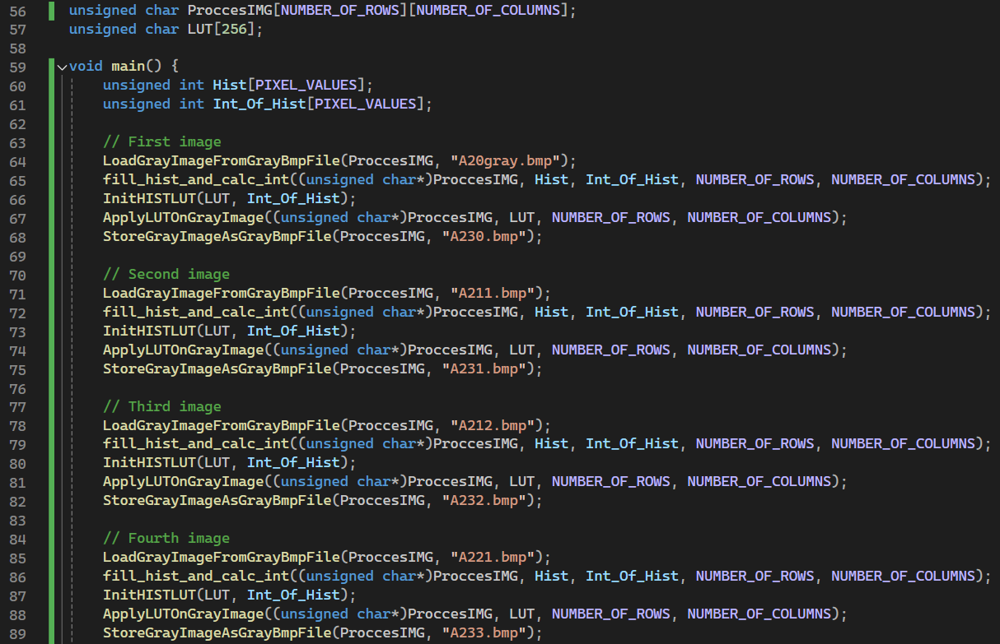 56 unsigned char ProccesIMG[NUMBER_OF_ROWS][NUMBER_OF_COLUMNS];
57 unsigned char LUT[256];
58
59 void main() {
60 unsigned int Hist[PIXEL_VALUES];
61 unsigned int Int_Of_Hist[PIXEL_VALUES];
62
63 // First image
64 LoadGrayImageFromGrayBmpFile(ProccesIMG, "A20gray.bmp");
65 fill_hist_and_calc_int((unsigned char*)ProccesIMG, Hist, Int_Of_Hist, NUMBER_OF_ROWS, NUMBER_OF_COLUMNS);
66 InitHISTLUT(LUT, Int_Of_Hist);
67 ApplyLUTOnGrayImage((unsigned char*)ProccesIMG, LUT, NUMBER_OF_ROWS, NUMBER_OF_COLUMNS);
68 StoreGrayImageAsGrayBmpFile(ProccesIMG, "A230.bmp");
69
70 // Second image
71 LoadGrayImageFromGrayBmpFile(ProccesIMG, "A211.bmp");
72 fill_hist_and_calc_int((unsigned char*)ProccesIMG, Hist, Int_Of_Hist, NUMBER_OF_ROWS, NUMBER_OF_COLUMNS);
73 InitHISTLUT(LUT, Int_Of_Hist);
74 ApplyLUTOnGrayImage((unsigned char*)ProccesIMG, LUT, NUMBER_OF_ROWS, NUMBER_OF_COLUMNS);
75 StoreGrayImageAsGrayBmpFile(ProccesIMG, "A231.bmp");
76
77 // Third image
78 LoadGrayImageFromGrayBmpFile(ProccesIMG, "A212.bmp");
79 fill_hist_and_calc_int((unsigned char*)ProccesIMG, Hist, Int_Of_Hist, NUMBER_OF_ROWS, NUMBER_OF_COLUMNS);
80 InitHISTLUT(LUT, Int_Of_Hist);
81 ApplyLUTOnGrayImage((unsigned char*)ProccesIMG, LUT, NUMBER_OF_ROWS, NUMBER_OF_COLUMNS);
82 StoreGrayImageAsGrayBmpFile(ProccesIMG, "A232.bmp");
83
84 // Fourth image
85 LoadGrayImageFromGrayBmpFile(ProccesIMG, "A221.bmp");
86 fill_hist_and_calc_int((unsigned char*)ProccesIMG, Hist, Int_Of_Hist, NUMBER_OF_ROWS, NUMBER_OF_COLUMNS);
87 InitHISTLUT(LUT, Int_Of_Hist);
88 ApplyLUTOnGrayImage((unsigned char*)ProccesIMG, LUT, NUMBER_OF_ROWS, NUMBER_OF_COLUMNS);
89 StoreGrayImageAsGrayBmpFile(ProccesIMG, "A233.bmp");